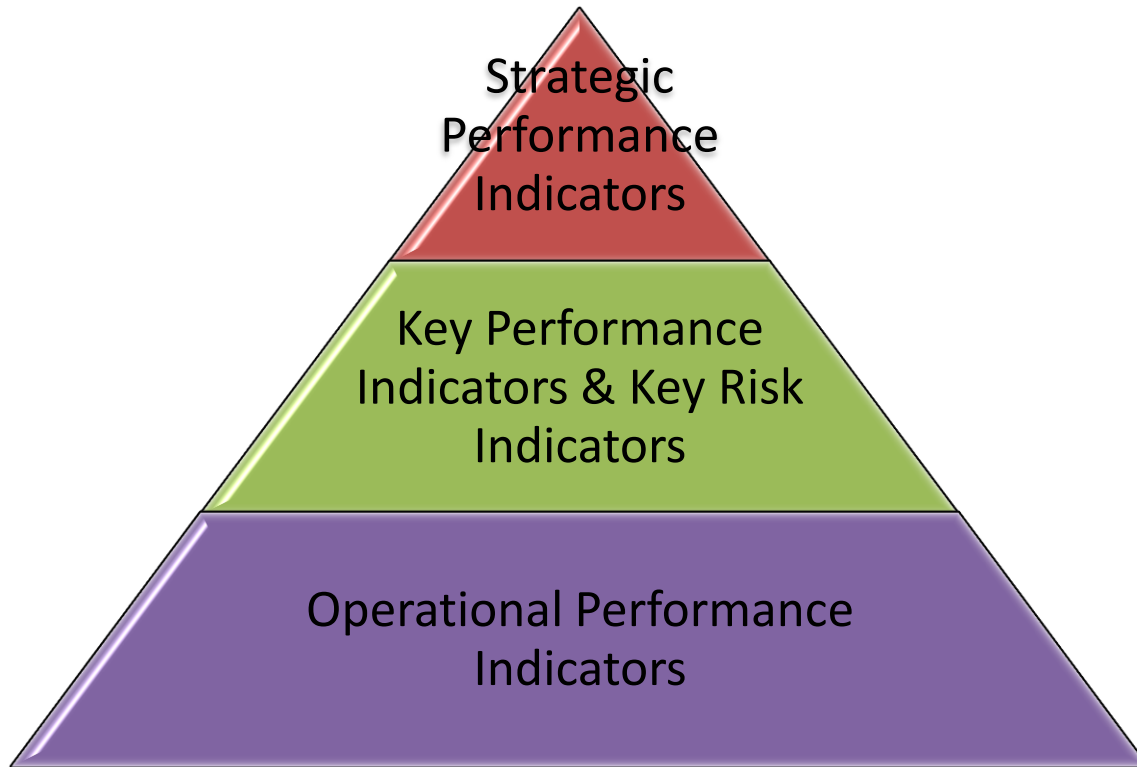 Strategic
Performance
Indicators
Key Performance
Indicators & Key Risk
Indicators
Operational Performance
Indicators